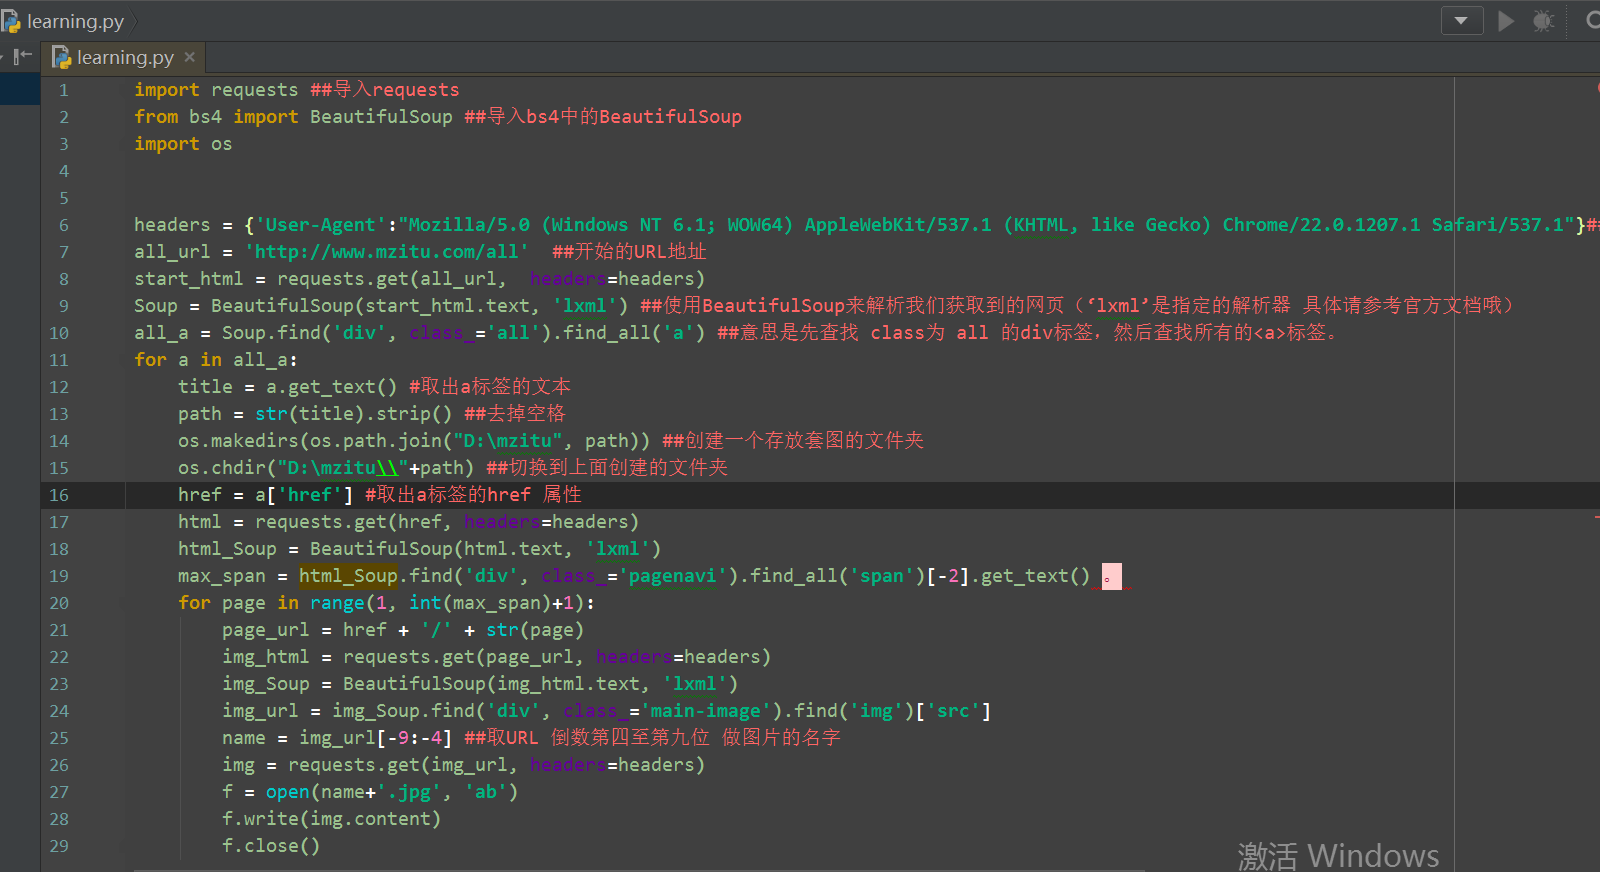 learning.py
learning.py
1 import requests ##导入requests
2 from bs4 import BeautifulSoup ##导入bs4中的BeautifulSoup
3 import os
4
5
6 headers = {'User-Agent':"Mozilla/5.0 (Windows NT 6.1; WOW64) AppleWebKit/537.1 (KHTML, like Gecko) Chrome/22.0.1207.1 Safari/537.1"}##
7 all_url = 'http://www.mzitu.com/all'  ##开始的URL地址
8 start_html = requests.get(all_url,  headers=headers)
9 Soup = BeautifulSoup(start_html.text, 'lxml') ##使用BeautifulSoup来解析我们获取到的网页（‘lxml’是指定的解析器 具体请参考官方文档哦）
10 all_a = Soup.find('div', class_='all').find_all('a') ##意思是先查找 class为 all 的div标签，然后查找所有的<a>标签。
11 for a in all_a:
12     title = a.get_text() #取出a标签的文本
13     path = str(title).strip() ##去掉空格
14     os.makedirs(os.path.join("D:\mzitu", path)) ##创建一个存放套图的文件夹
15     os.chdir("D:\mzitu\\"+path) ##切换到上面创建的文件夹
16     href = a['href'] #取出a标签的href 属性
17     html = requests.get(href, headers=headers)
18     html_Soup = BeautifulSoup(html.text, 'lxml')
19     max_span = html_Soup.find('div', class_='pagenavi').find_all('span')[-2].get_text() 。
20     for page in range(1, int(max_span)+1):
21         page_url = href + '/' + str(page)
22         img_html = requests.get(page_url, headers=headers)
23         img_Soup = BeautifulSoup(img_html.text, 'lxml')
24         img_url = img_Soup.find('div', class_='main-image').find('img')['src']
25         name = img_url[-9:-4] ##取URL 倒数第四至第九位 做图片的名字
26         img = requests.get(img_url, headers=headers)
27         f = open(name+'.jpg', 'ab')
28         f.write(img.content)
29         f.close()
激活 Windows